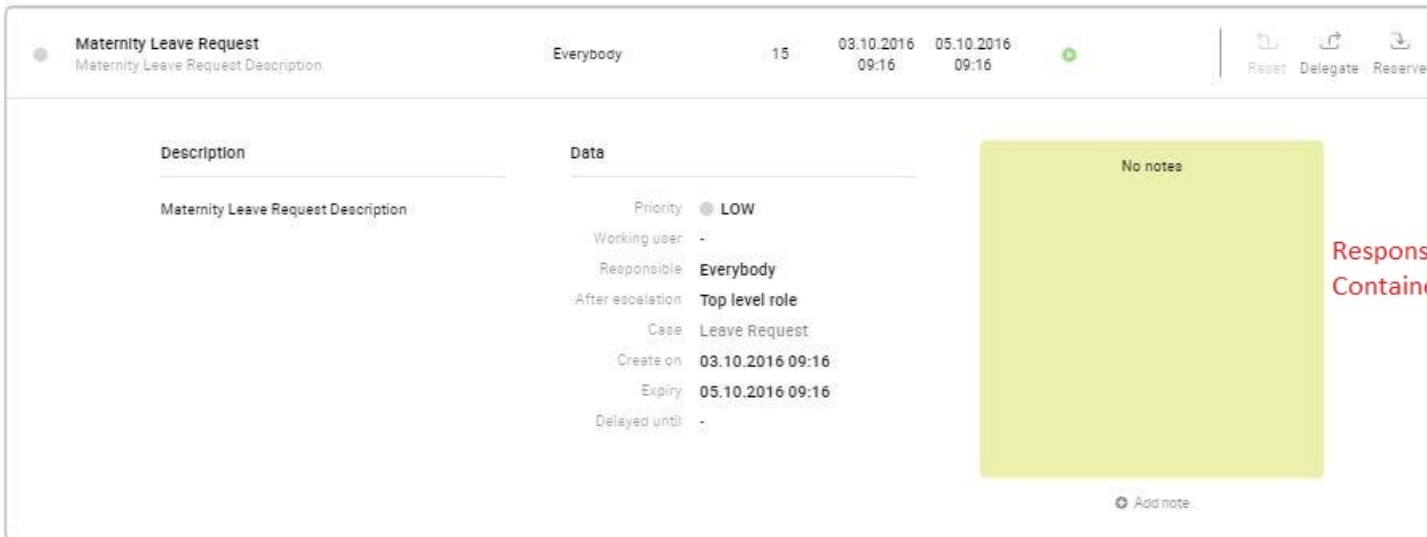 Maternity Leave Request
Maternity Leave Request Description
Everybody
15
03.10.2016 09:16
05.10.2016 09:16
Reset Delegate Reserve
Description
Maternity Leave Request Description
Data
Priority LOW
Working user -
Responsible Everybody
After escalation Top level role
Case Leave Request
Create on 03.10.2016 09:16
Expiry 05.10.2016 09:16
Delayed until -
No notes
Add note
Respons
Containe